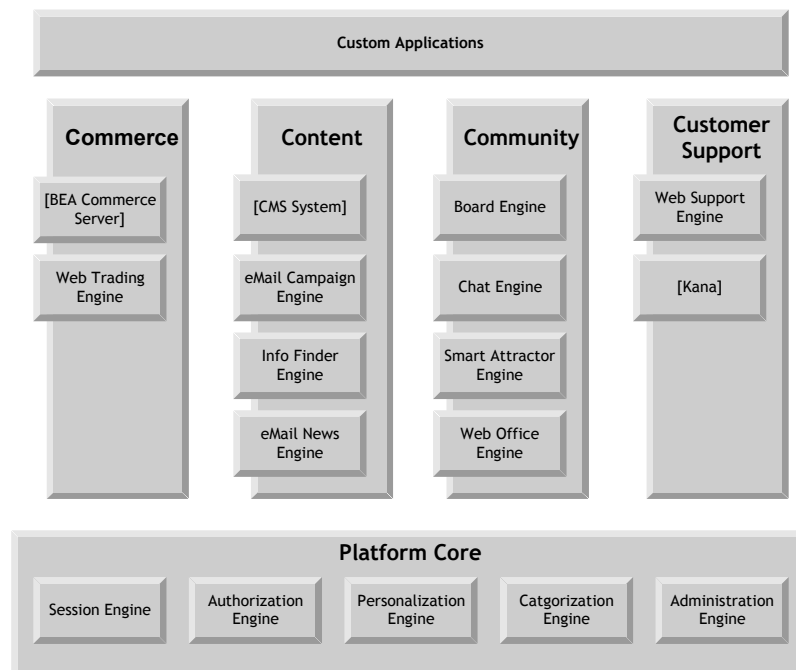 Custom Applications
Commerce
[BEA Commerce
Server]
Web Trading
Engine
Content
[CMS System]
eMail Campaign
Engine
Info Finder
Engine
eMail News
Engine
Community
Board Engine
Chat Engine
Smart Attractor
Engine
Web Office
Engine
Customer
Support
Web Support
Engine
[Kana]
Platform Core
Session Engine
Authorization
Engine
Personalization
Engine
Catgorization
Engine
Administration
Engine